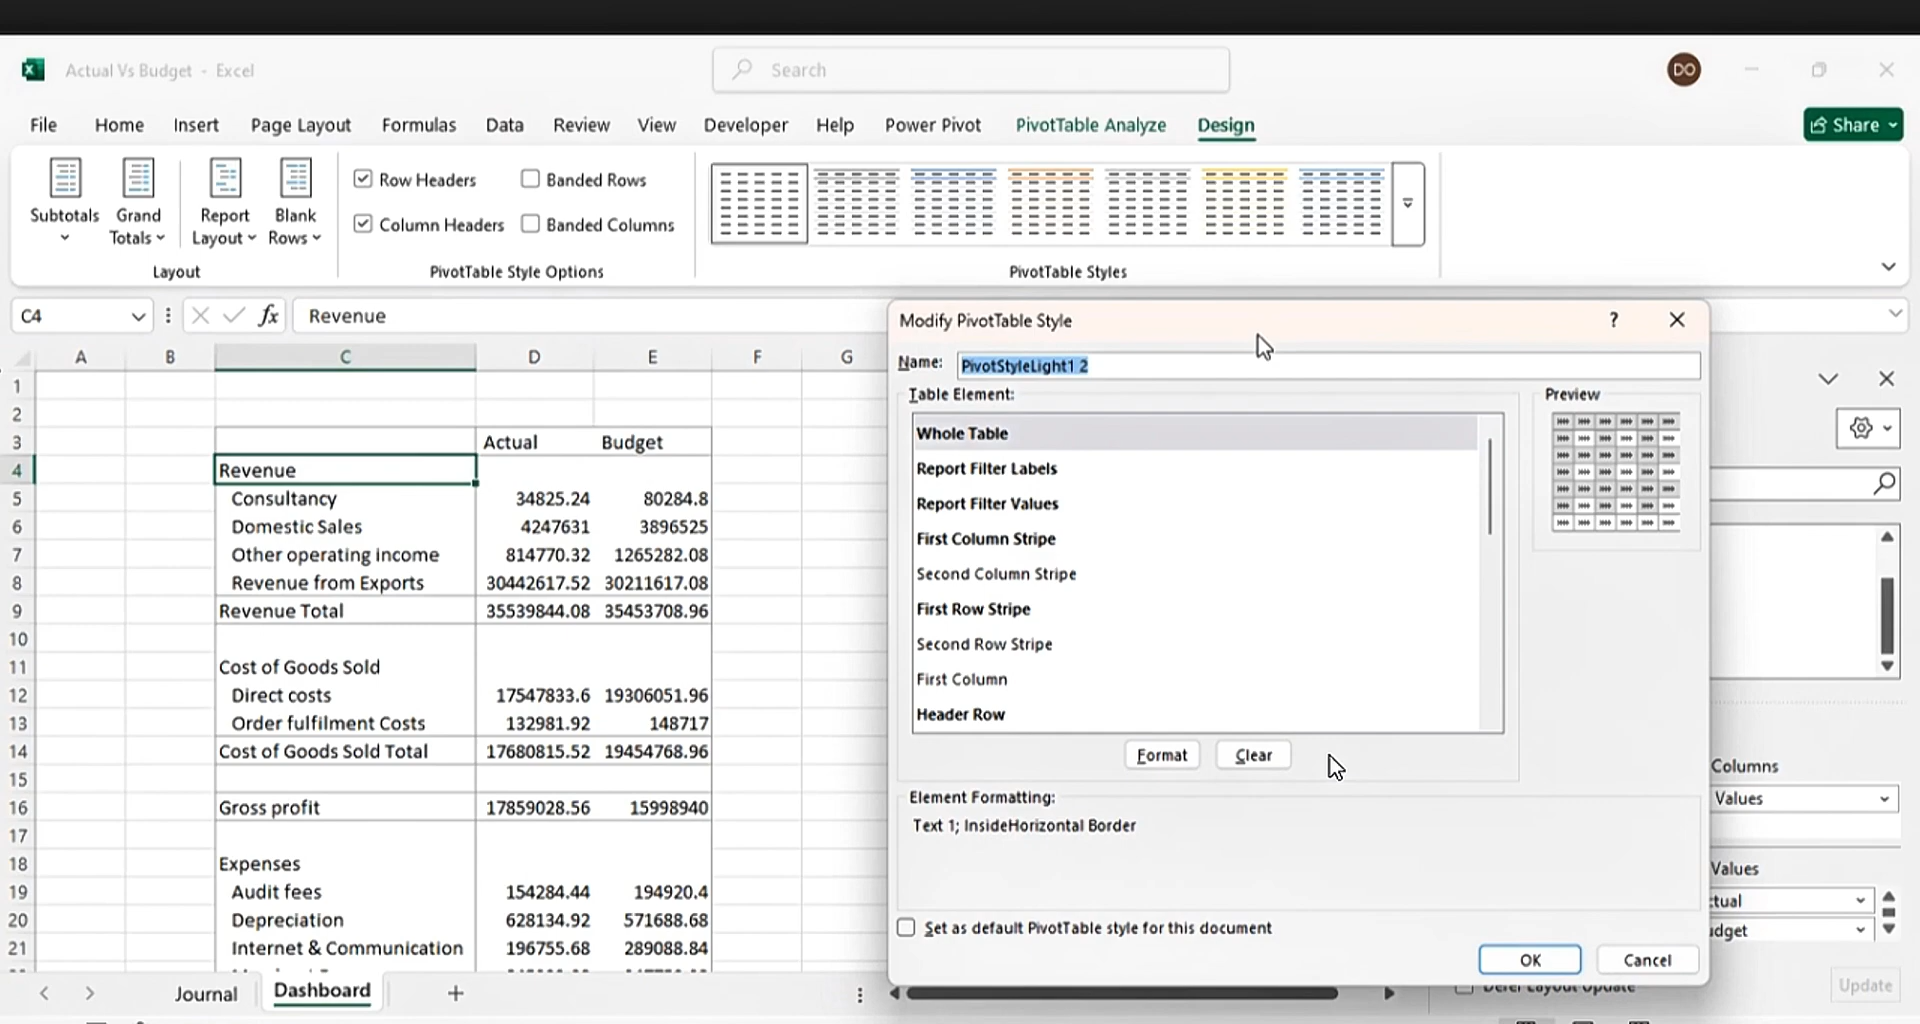 Actual Vs Budget - Excel
Search
DO
File Home Insert Page Layout Formulas Data Review View Developer Help Power Pivot PivotTable Analyze Design
Share
Subtotals
Grand Totals
Report Layout
Blank Rows
Layout
Row Headers
Banded Rows
Column Headers
Banded Columns
PivotTable Style Options
PivotTable Styles
C4
fx
Revenue
A B C D E F G
1
2
3 Actual Budget
4 Revenue
5 Consultancy 34825.24 80284.8
6 Domestic Sales 4247631 3896525
7 Other operating income 814770.32 1265282.08
8 Revenue from Exports 30442617.52 30211617.08
9 Revenue Total 35539844.08 35453708.96
10
11 Cost of Goods Sold
12 Direct costs 17547833.6 19306051.96
13 Order fulfilment Costs 132981.92 148717
14 Cost of Goods Sold Total 17680815.52 19454768.96
15
16 Gross profit 17859028.56 15998940
17
18 Expenses
19 Audit fees 154284.44 194920.4
20 Depreciation 628134.92 571688.68
21 Internet & Communication 196755.68 289088.84
Journal Dashboard
Modify PivotTable Style
?
Name: PivotStyleLight1 2
Table Element:
Whole Table
Report Filter Labels
Report Filter Values
First Column Stripe
Second Column Stripe
First Row Stripe
Second Row Stripe
First Column
Header Row
Format Clear
Preview
Element Formatting:
Text 1; InsideHorizontal Border
Set as default PivotTable style for this document
OK Cancel
Columns
Values
Values
tual
dget
Defer Layout Update
Update